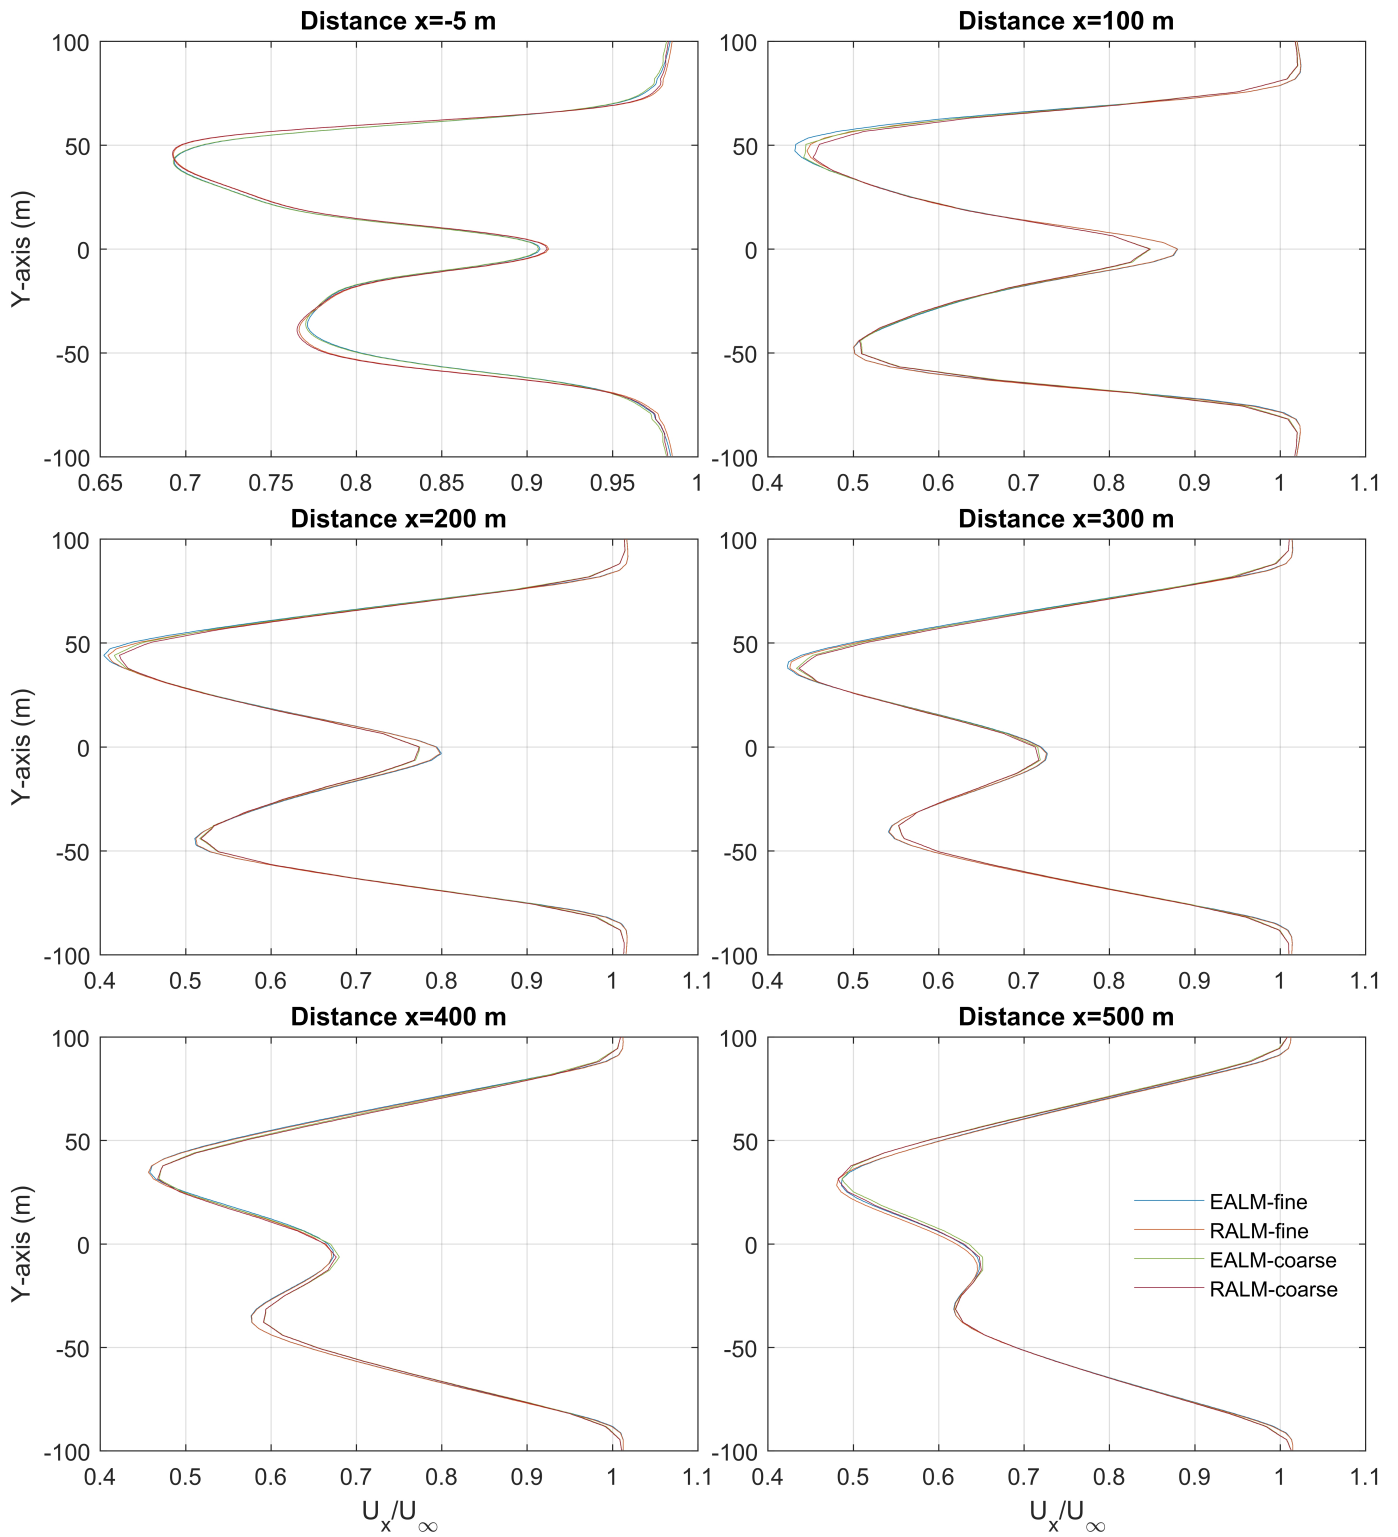 Distance x=-5 m
Distance x=100 m
100
50
0
-50
-100
Y-axis (m)
0.65 0.7 0.75 0.8 0.85 0.9 0.95 1
100
50
0
-50
-100
0.4 0.5 0.6 0.7 0.8 0.9 1 1.1
Distance x=200 m
Distance x=300 m
100
50
0
-50
-100
Y-axis (m)
0.4 0.5 0.6 0.7 0.8 0.9 1 1.1
100
50
0
-50
-100
0.4 0.5 0.6 0.7 0.8 0.9 1 1.1
Distance x=400 m
Distance x=500 m
100
50
0
-50
-100
Y-axis (m)
0.4 0.5 0.6 0.7 0.8 0.9 1 1.1
U_x/U_∞
100
50
0
-50
-100
EALM-fine
RALM-fine
EALM-coarse
RALM-coarse
0.4 0.5 0.6 0.7 0.8 0.9 1 1.1
U_x/U_∞